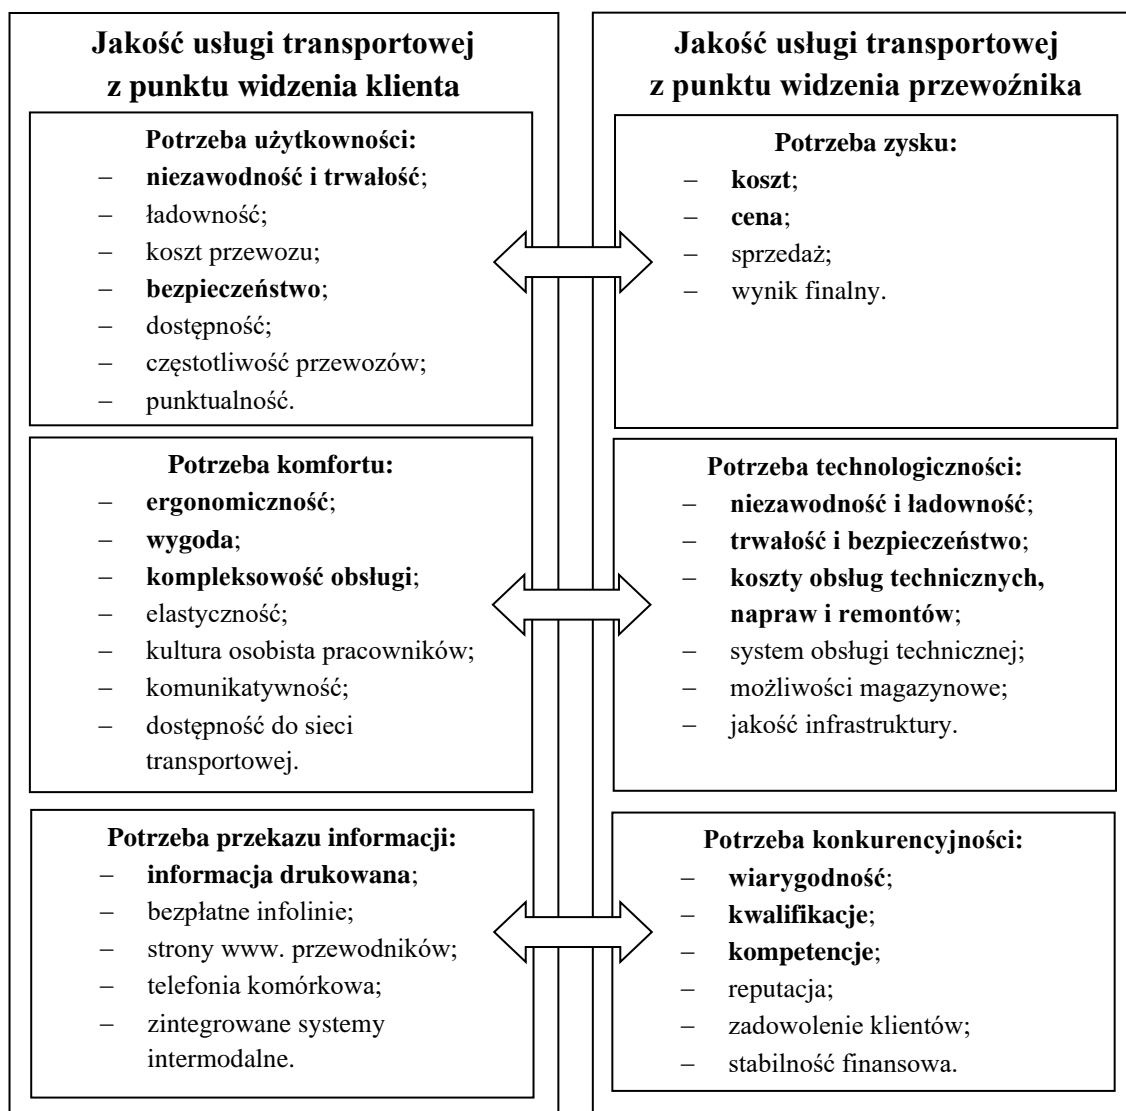 Jakość usługi transportowej
z punktu widzenia klienta
Potrzeba użytkowności:
– niezawodność i trwałość;
– ładowność;
– koszt przewozu;
– bezpieczeństwo;
– dostępność;
– częstotliwość przewozów;
– punktualność.
Potrzeba komfortu:
– ergonomiczność;
– wygoda;
– kompleksowość obsługi;
– elastyczność;
– kultura osobista pracowników;
– komunikatywność;
– dostępność do sieci
transportowej.
Potrzeba przekazu informacji:
– informacja drukowana;
– bezpłatne infolinie;
– strony www. przewodników;
– telefonia komórkowa;
– zintegrowane systemy
intermodalne.
Jakość usługi transportowej
z punktu widzenia przewoźnika
Potrzeba zysku:
– koszt;
– cena;
– sprzedaż;
– wynik finalny.
Potrzeba technologiczności:
– niezawodność i ładowność;
– trwałość i bezpieczeństwo;
– koszty obsług technicznych,
napraw i remontów;
– system obsługi technicznej;
– możliwości magazynowe;
– jakość infrastruktury.
Potrzeba konkurencyjności:
– wiarygodność;
– kwalifikacje;
– kompetencje;
– reputacja;
– zadowolenie klientów;
– stabilność finansowa.